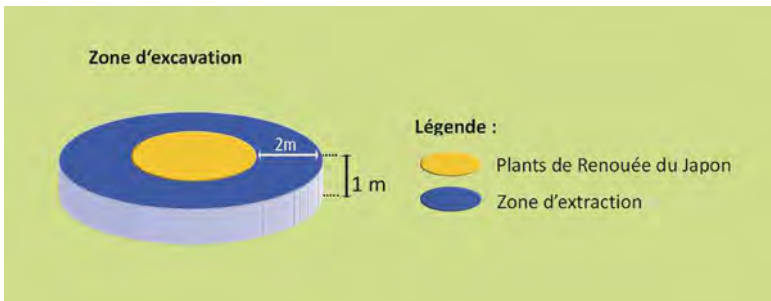 Zone d'excavation
Légende :
2m
Plants de Renouée du Japon
1 m
Zone d'extraction